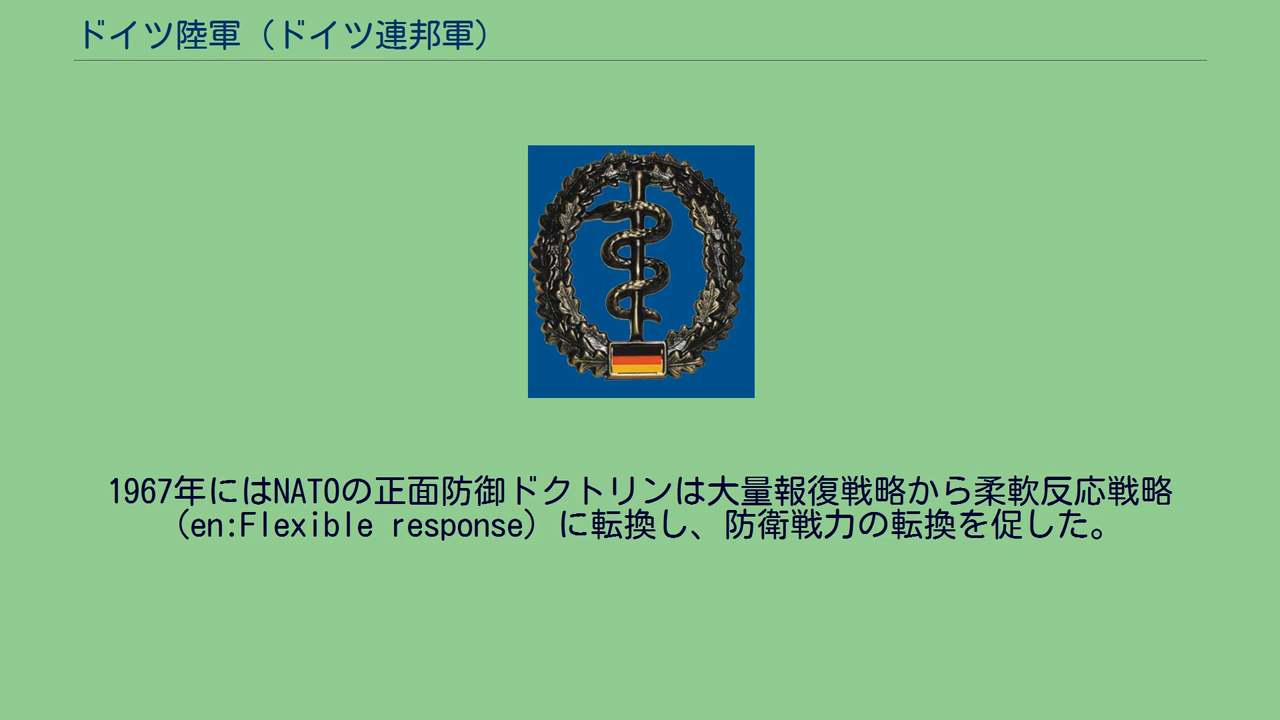 ドイツ陸軍（ドイツ連邦軍）
1967年にはNATOの正面防御ドクトリンは大量報復戦略から柔軟反応戦略
（en:Flexible response）に転換し、防衛戦力の転換を促した。